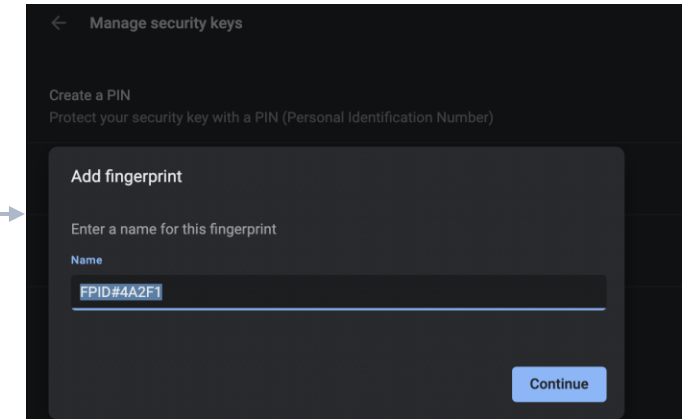 Manage security keys
Create a PIN
Protect your security key with a PIN (Personal Identification Number)
Add fingerprint
Enter a name for this fingerprint
Name
FPID#4A2F1
Continue